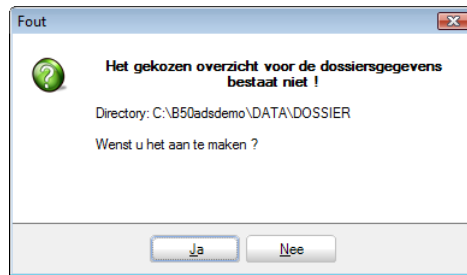 Fout
Het gekozen overzicht voor de dossiersgegevens
bestaat niet !
Directory: C:\B50adsdemo\DATA\DOSSIER
Wenst u het aan te maken ?
Ja
Nee